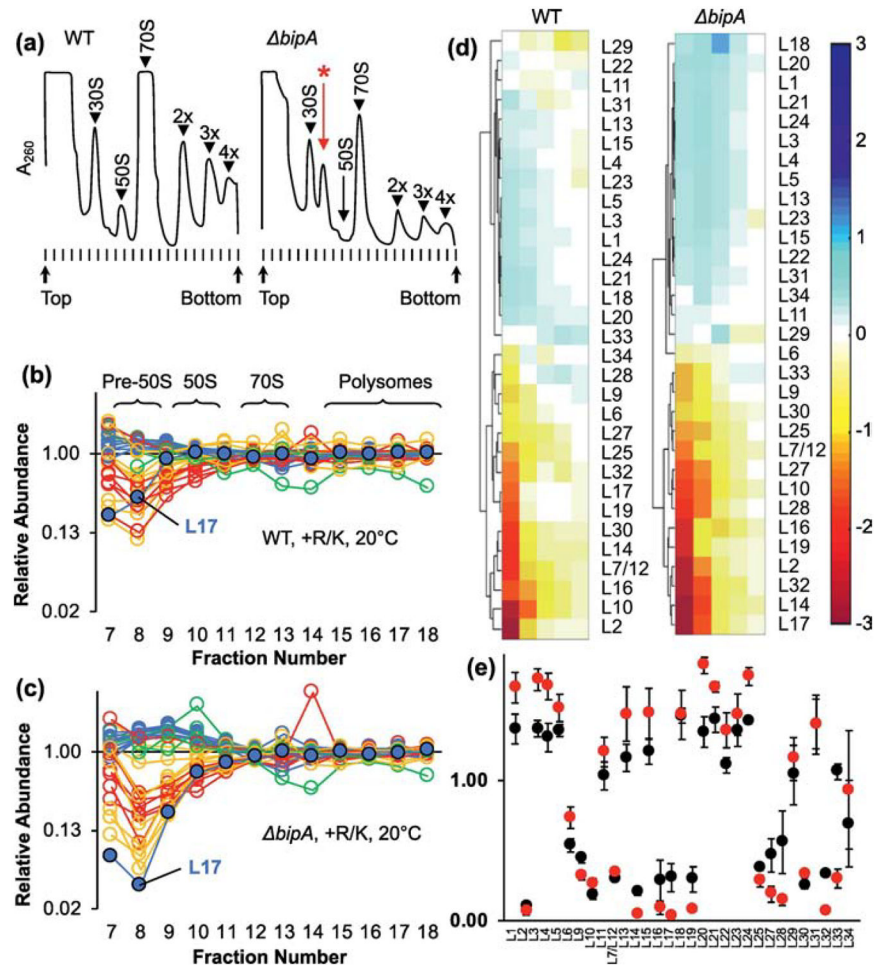 (a) WT ΔbipA
A260
30S 50S 70S 2x 3x 4x
30S * 50S 70S 2x 3x 4x
Top Bottom Top Bottom
(b) Pre-50S 50S 70S Polysomes
Relative Abundance
1.00
0.13
0.02
L17
WT, +R/K, 20°C
7 8 9 10 11 12 13 14 15 16 17 18
Fraction Number
(c)
Relative Abundance
1.00
0.13
0.02
L17
ΔbipA, +R/K, 20°C
7 8 9 10 11 12 13 14 15 16 17 18
Fraction Number
(d) WT ΔbipA
L29
L22
L11
L31
L13
L15
L4
L23
L5
L3
L1
L24
L21
L18
L20
L33
L34
L28
L9
L6
L27
L25
L32
L17
L19
L30
L14
L7/12
L16
L10
L2
L18
L20
L1
L21
L24
L3
L4
L5
L13
L23
L15
L22
L31
L34
L11
L29
L6
L33
L9
L30
L25
L7/12
L27
L10
L28
L16
L19
L2
L32
L14
L17
3
2
1
0
-1
-2
-3
(e)
1.00
0.00
L1 L2 L3 L4 L5 L6 L9 L10 L11 L7/L12 L13 L14 L15 L16 L17 L18 L19 L20 L21 L22 L23 L24 L25 L27 L28 L29 L30 L31 L32 L33 L34